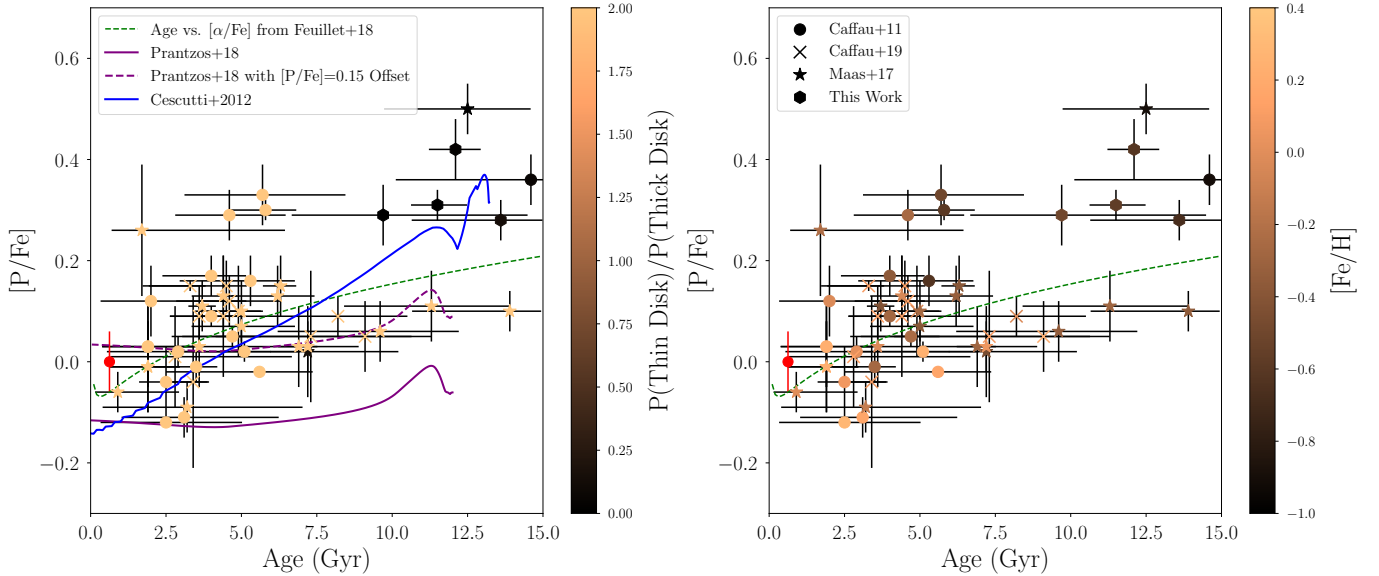 Age vs. [α/Fe] from Feuillet+18
Prantzos+18
Prantzos+18 with [P/Fe]=0.15 Offset
Cescutti+2012
0.6
0.4
0.2
0.0
−0.2
[P/Fe]
0.0
2.5
5.0
7.5
10.0
12.5
15.0
Age (Gyr)
2.00
1.75
1.50
1.25
1.00
0.75
0.50
0.25
0.00
P(Thin Disk)/P(Thick Disk)
Caffau+11
Caffau+19
Maas+17
This Work
0.6
0.4
0.2
0.0
−0.2
[P/Fe]
0.0
2.5
5.0
7.5
10.0
12.5
15.0
Age (Gyr)
0.4
0.2
0.0
−0.2
−0.4
−0.6
−0.8
−1.0
[Fe/H]